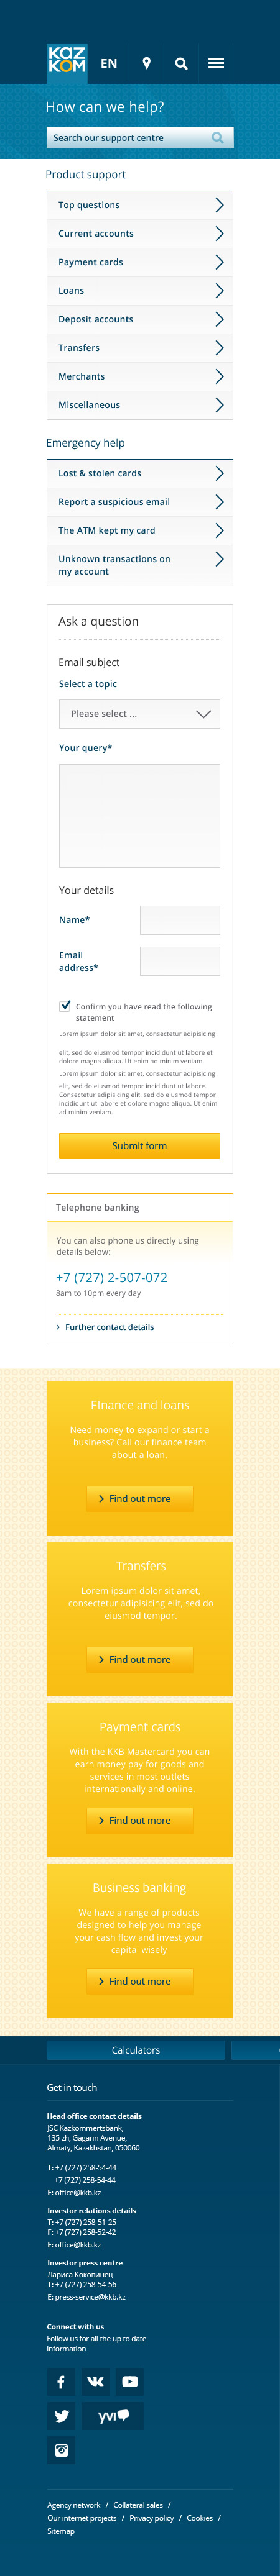 KAZ
KOM
EN
How can we help?
Search our support centre
Product support
Top questions
Current accounts
Payment cards
Loans
Deposit accounts
Transfers
Merchants
Miscellaneous
Emergency help
Lost & stolen cards
Report a suspicious email
The ATM kept my card
Unknown transactions on
my account
Ask a question
Email subject
Select a topic
Please select ...
Your query*
Your details
Name*
Email
address*
Confirm you have read the following
statement
Lorem ipsum dolor sit amet, consectetur adipisicing
elit, sed do eiusmod tempor incididunt ut labore et
dolore magna aliqua. Ut enim ad minim veniam.
Lorem ipsum dolor sit amet, consectetur adipisicing
elit, sed do eiusmod tempor incididunt ut labore.
Consectetur adipisicing elit, sed do eiusmod tempor
incididunt ut labore et dolore magna aliqua. Ut enim
ad minim veniam.
Submit form
Telephone banking
You can also phone us directly using
details below:
+7 (727) 2-507-072
8am to 10pm every day
Further contact details
Finance and loans
Need money to expand or start a
business? Call our finance team
about a loan.
Find out more
Transfers
Lorem ipsum dolor sit amet,
consectetur adipisicing elit, sed do
eiusmod tempor.
Find out more
Payment cards
With the KKB Mastercard you can
earn money pay for goods and
services in most outlets
internationally and online.
Find out more
Business banking
We have a range of products
designed to help you manage
your cash flow and invest your
capital wisely
Find out more
Calculators
Get in touch
Head office contact details
JSC Kazkommertsbank,
135 zh, Gagarin Avenue,
Almaty, Kazakhstan, 050060
T: +7 (727) 258-54-44
+7 (727) 258-54-44
E: office@kkb.kz
Investor relations details
T: +7 (727) 258-51-25
F: +7 (727) 258-52-42
E: office@kkb.kz
Investor press centre
Лариса Коковинец
T: +7 (727) 258-54-56
E: press-service@kkb.kz
Connect with us
Follow us for all the up to date
information
yvi
Agency network / Collateral sales /
Our internet projects / Privacy policy / Cookies /
Sitemap